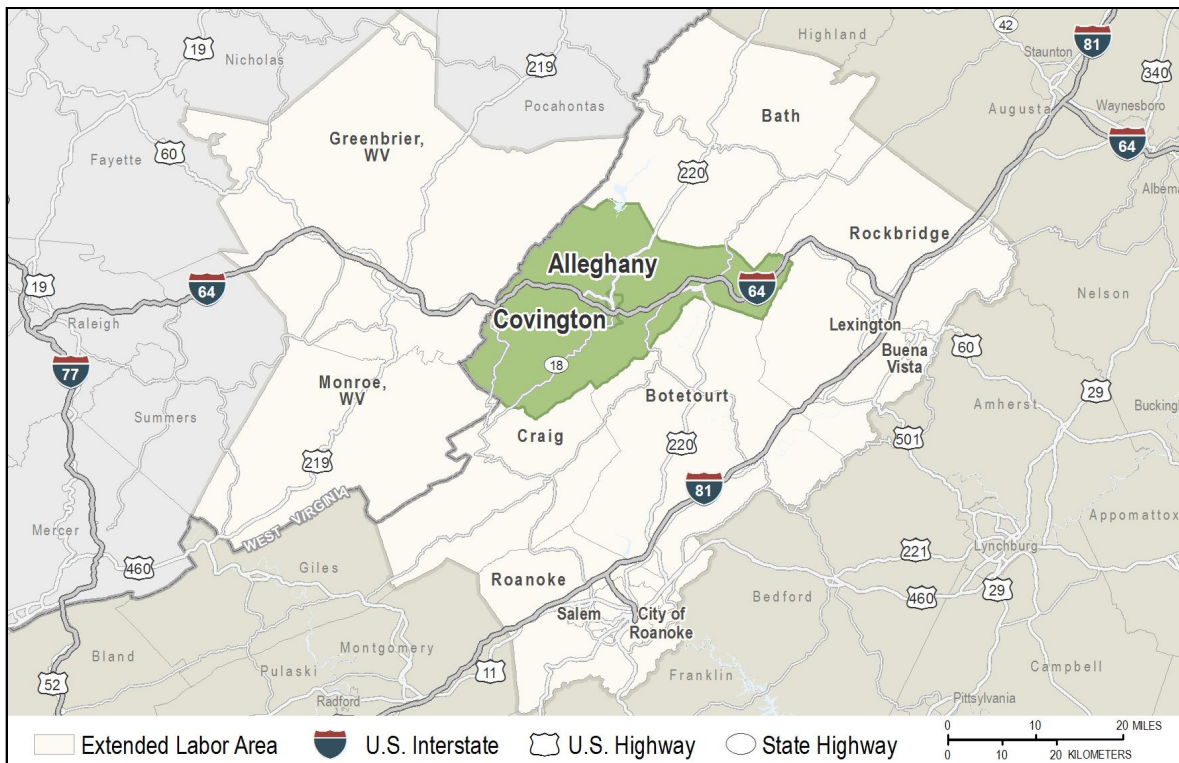 19
Nicholas
219
Pocahontas
Highland
42
Staunton
81
340
Augusta
Waynesboro
64
Albema
Fayette
60
Greenbrier,
WV
Bath
220
Rockbridge
Alleghany
64
Covington
18
64
19
Raleigh
77
Nelson
Lexington
Buena
Vista
60
29
Amherst
Bucking
Monroe,
WV
Summers
219
Botetourt
Craig
220
501
81
WEST VIRGINIA
Mercer
460
Giles
Roanoke
Salem
City of
Roanoke
Appomattox
221
Lynchburg
460
29
Bedford
Bland
Pulaski
Montgomery
11
52
Radford
Franklin
Campbell
Pittsylvania
Extended Labor Area
U.S. Interstate
U.S. Highway
State Highway
0 10 20 MILES
0 10 20 KILOMETERS